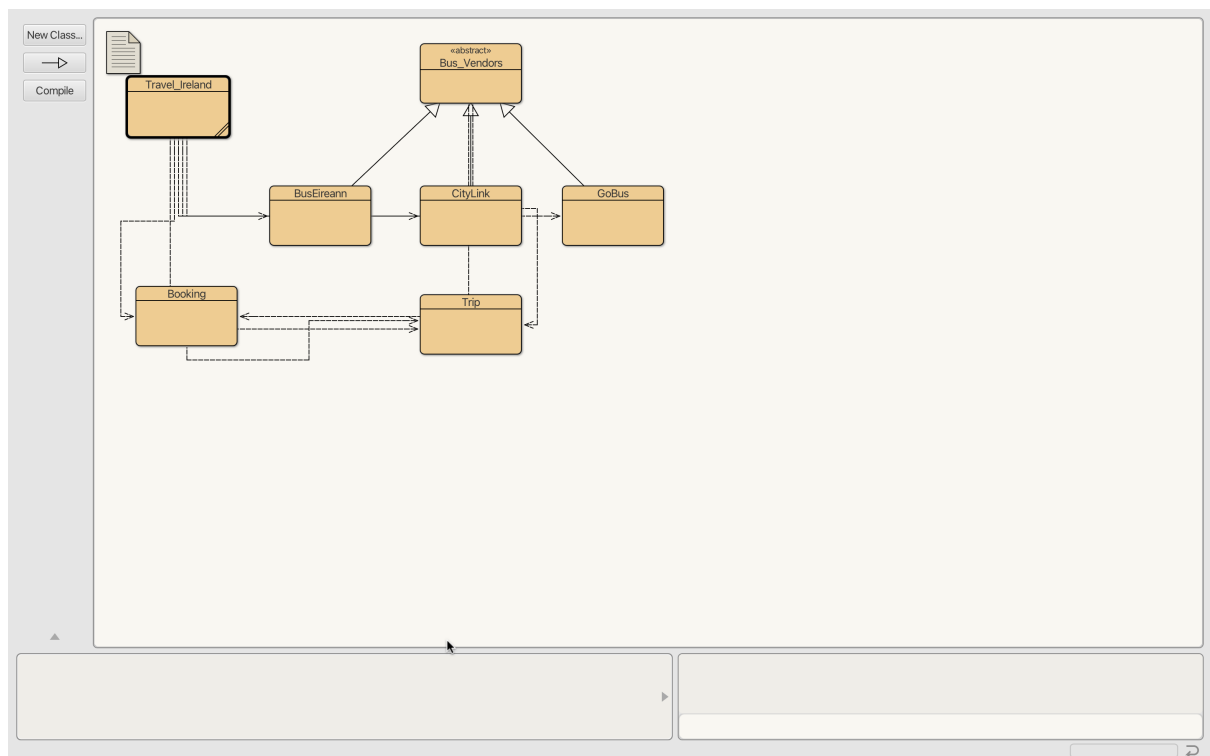 New Class...
Compile
Travel_Ireland
«abstract»
Bus_Vendors
BusEireann
CityLink
GoBus
Booking
Trip